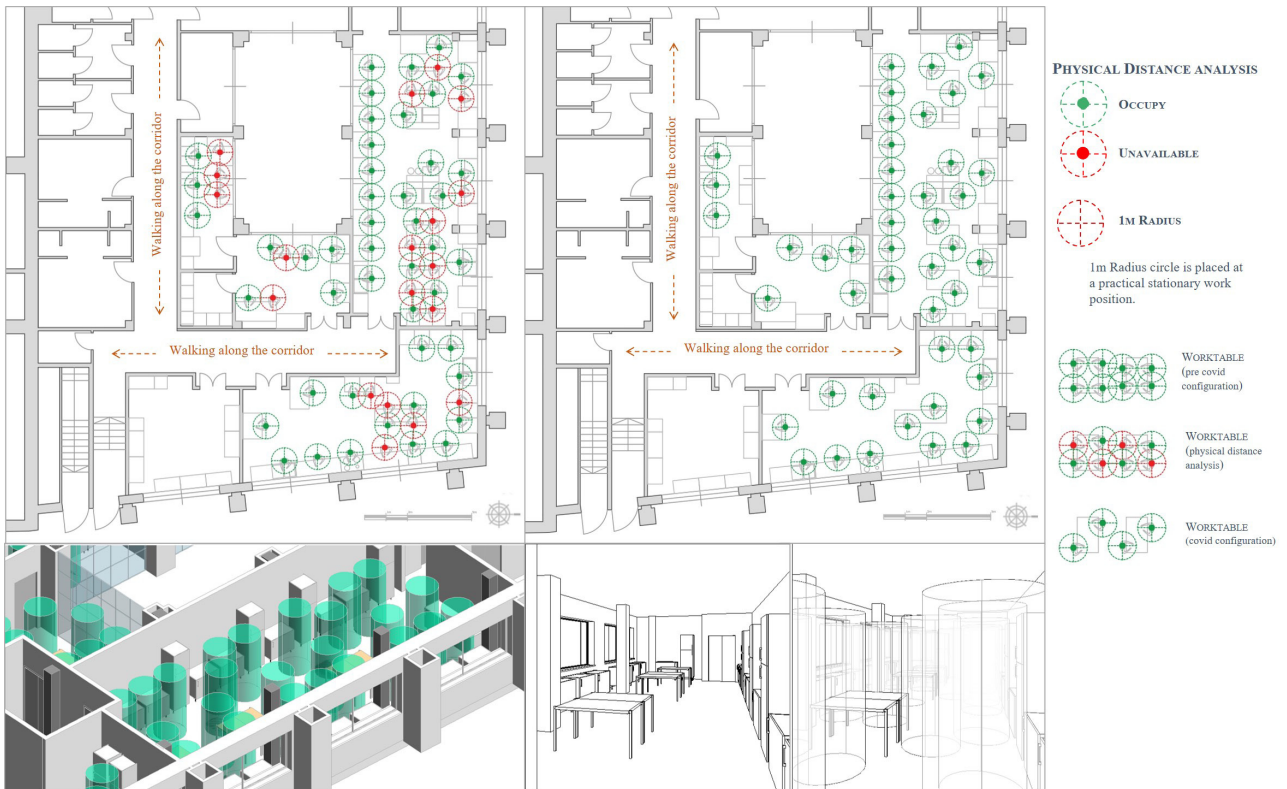 Walking along the corridor
Walking along the corridor
Walking along the corridor
Walking along the corridor
PHYSICAL DISTANCE ANALYSIS
OCCUPY
UNAVAILABLE
1M RADIUS
1m Radius circle is placed at
a practical stationary work
position.
WORKTABLE
(pre covid
configuration)
WORKTABLE
(physical distance
analysis)
WORKTABLE
(covid configuration)